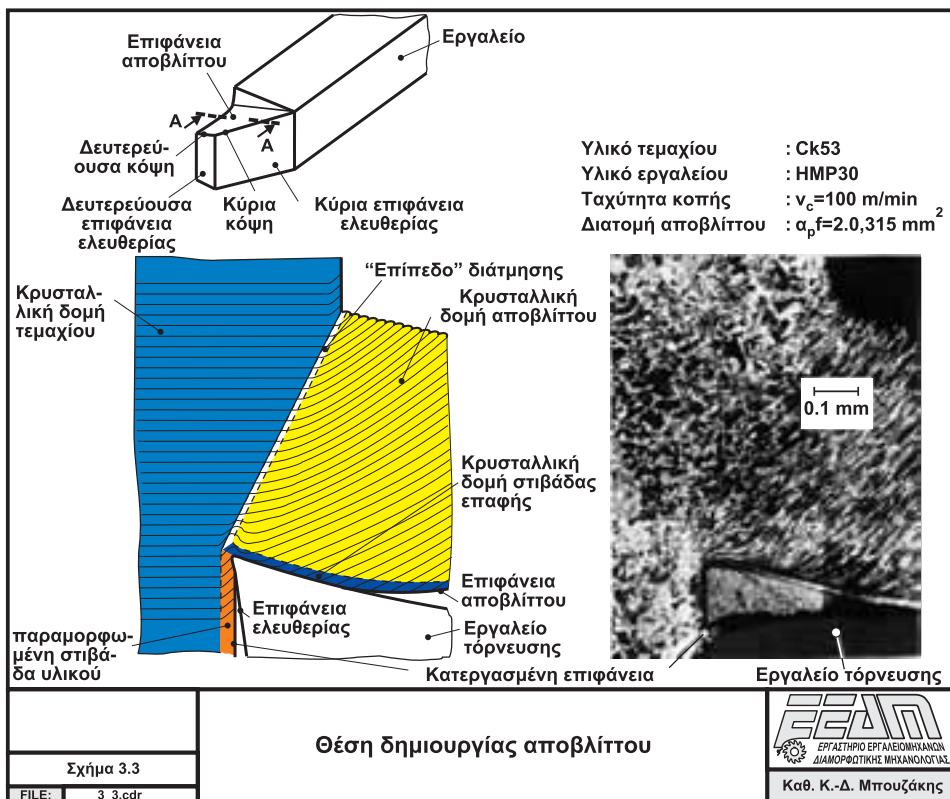 Επιφάνεια
αποβλίττου
Εργαλείο
A
A
Δευτερεύ-
ουσα κόψη
Δευτερεύουσα
επιφάνεια
ελευθερίας
Κύρια
κόψη
Κύρια επιφάνεια
ελευθερίας
Υλικό τεμαχίου : Ck53
Υλικό εργαλείου : HMP30
Ταχύτητα κοπής : vc=100 m/min
Διατομή αποβλίττου : αpf=2.0,315 mm²
Κρυσταλ-
λική δομή
τεμαχίου
“Επίπεδο” διάτμησης
Κρυσταλλική
δομή αποβλίττου
0.1 mm
Κρυσταλλική
δομή στιβάδας
επαφής
Επιφάνεια
αποβλίττου
Επιφάνεια
ελευθερίας
Εργαλείο
τόρνευσης
παραμορφω-
μένη στιβά-
δα υλικού
Κατεργασμένη επιφάνεια
Εργαλείο τόρνευσης
Σχήμα 3.3
FILE: 3_3.cdr
Θέση δημιουργίας αποβλίττου
ΕΕΔΜ
ΕΡΓΑΣΤΗΡΙΟ ΕΡΓΑΛΕΙΟΜΗΧΑΝΩΝ
ΔΙΑΜΟΡΦΩΤΙΚΗΣ ΜΗΧΑΝΟΛΟΓΙΑΣ
Καθ. Κ.-Δ. Μπουζάκης